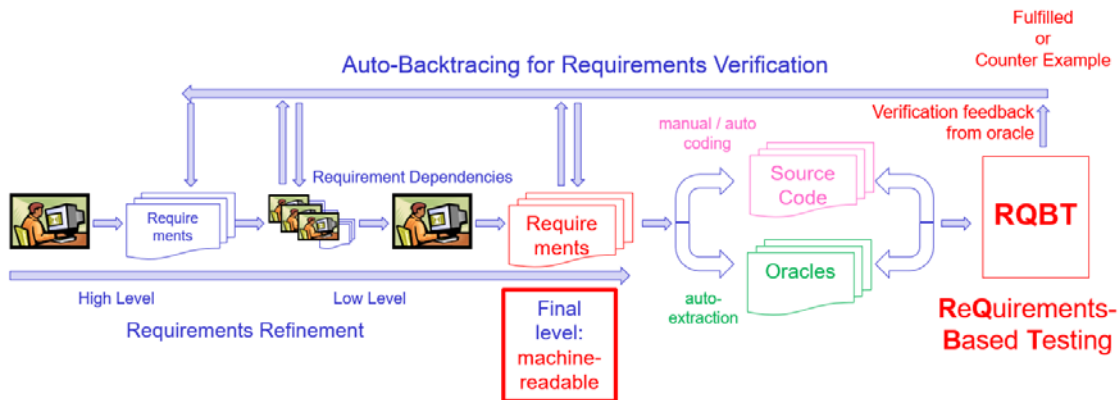 Fulfilled
or
Counter Example
Auto-Backtracing for Requirements Verification
Verification feedback
from oracle
manual / auto
coding
Requirement Dependencies
Source
Code
Require
ments
Require
ments
RQBT
Oracles
High Level
Low Level
auto-
extraction
Requirements Refinement
Final
level:
machine-
readable
ReQuirements-
Based Testing